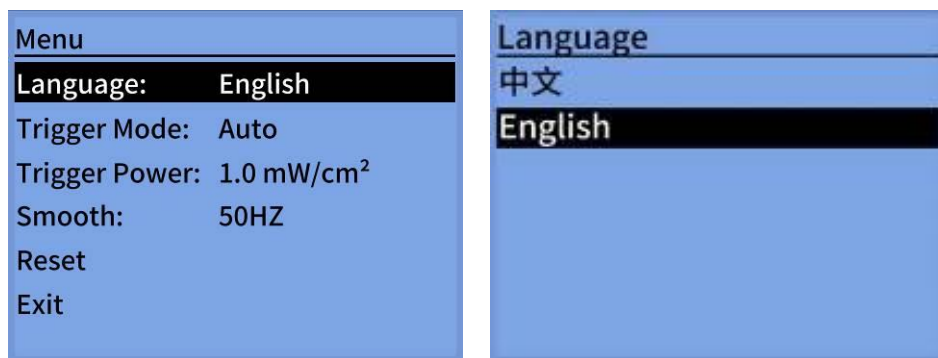 Menu
Language: English
Trigger Mode: Auto
Trigger Power: 1.0 mW/cm²
Smooth: 50HZ
Reset
Exit
Language
中文
English